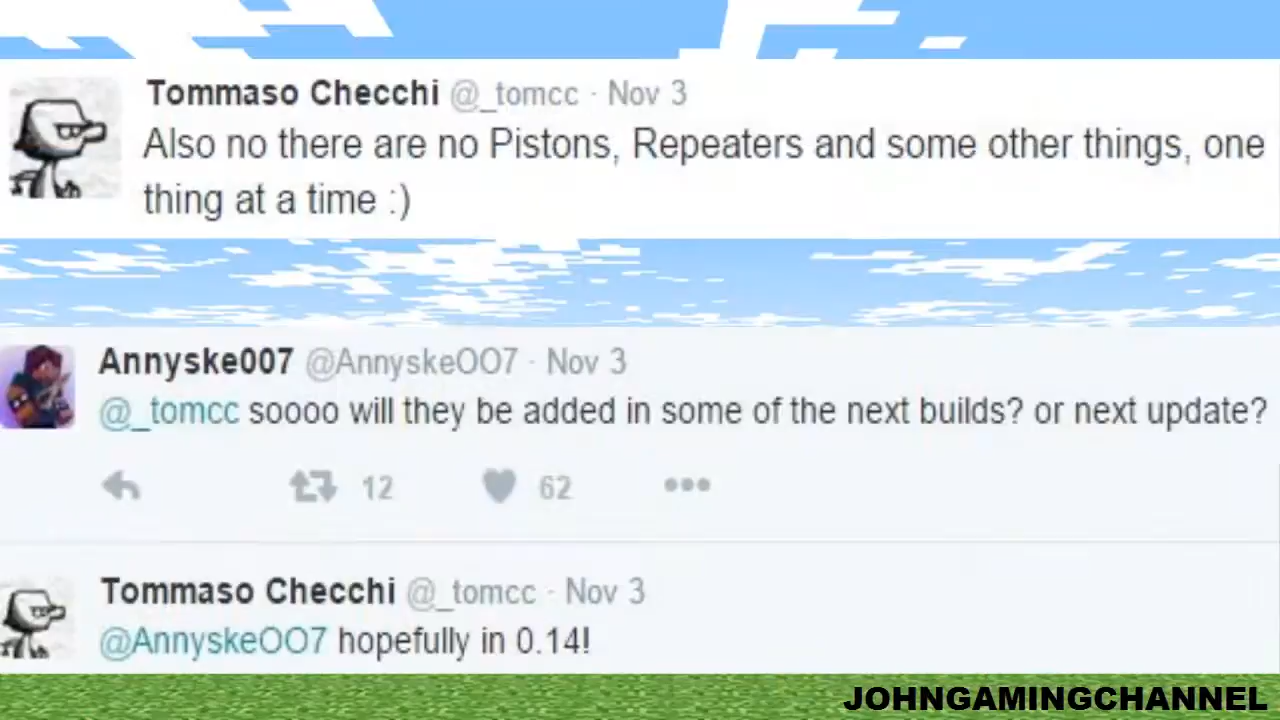 Tommaso Checchi @_tomcc · Nov 3
Also no there are no Pistons, Repeaters and some other things, one
thing at a time :)
Annyske007 @AnnyskeOO7 · Nov 3
@_tomcc soooo will they be added in some of the next builds? or next update?
12 62
Tommaso Checchi @_tomcc · Nov 3
@AnnyskeOO7 hopefully in 0.14!
JOHNGAMINGCHANNEL